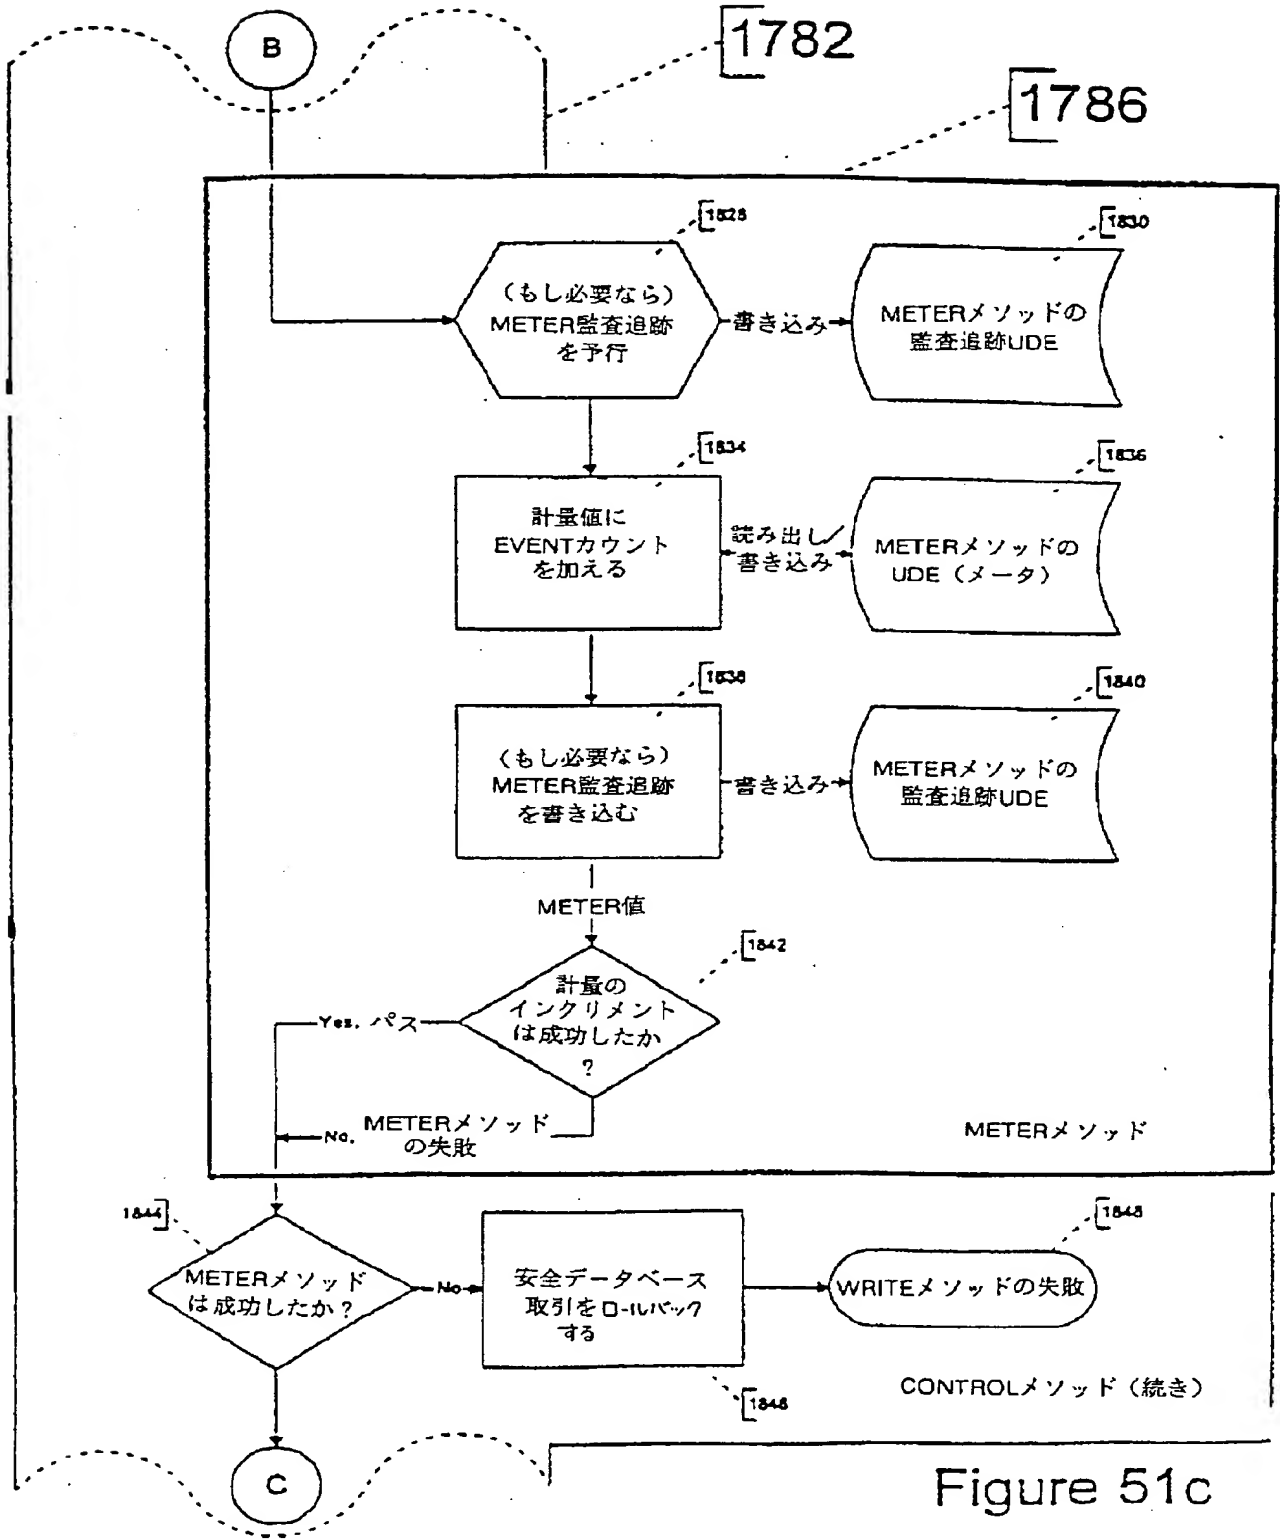 B
1782
1786
1828
1830
(もし必要なら)
METER監査追跡
を予行
書き込み
METERメソッドの
監査追跡UDE
1834
1836
計量値に
EVENTカウント
を加える
読み出し/
書き込み
METERメソッドの
UDE(メータ)
1838
1840
(もし必要なら)
METER監査追跡
を書き込む
書き込み
METERメソッドの
監査追跡UDE
METER値
1842
計量の
インクリメント
は成功したか
?
Yes. パス
No.
METERメソッド
の失敗
METERメソッド
1844
1848
METERメソッド
は成功したか?
No
安全データベース
取引をロールバック
する
WRITEメソッドの失敗
1846
CONTROLメソッド(続き)
C
Figure 51c